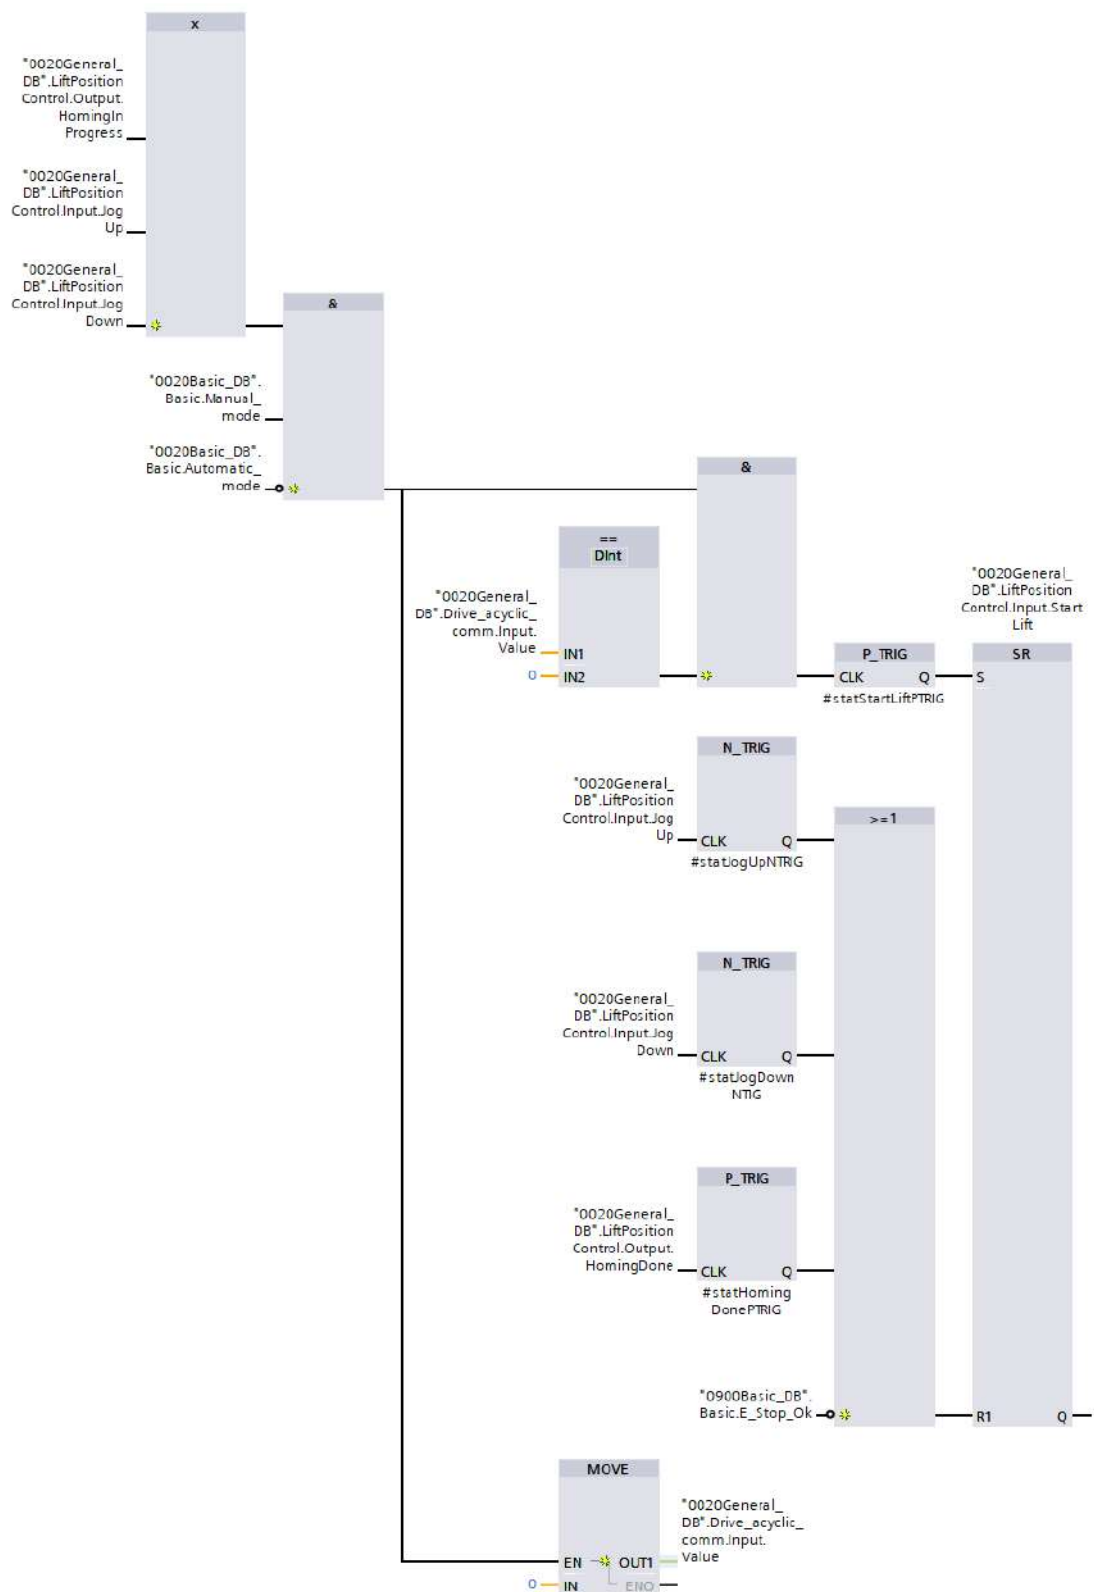 x
"0020General_
DB".LiftPosition
Control.Output.
HomingIn
Progress
"0020General_
DB".LiftPosition
Control.Input.Jog
Up
"0020General_
DB".LiftPosition
Control.Input.Jog
Down
&
"0020Basic_DB".
Basic.Manual_
mode
"0020Basic_DB".
Basic.Automatic_
mode
&
==
DInt
"0020General_
DB".Drive_acyclic_
comm.Input.
Value
IN1
0
IN2
"0020General_
DB".LiftPosition
Control.Input.Start
Lift
P_TRIG
CLK Q
#statStartLiftPTRIG
SR
S
N_TRIG
"0020General_
DB".LiftPosition
Control.Input.Jog
Up
CLK Q
#statJogUpNTRIG
>=1
N_TRIG
"0020General_
DB".LiftPosition
Control.Input.Jog
Down
CLK Q
#statJogDown
NTIG
P_TRIG
"0020General_
DB".LiftPosition
Control.Output.
HomingDone
CLK Q
#statHoming
DonePTRIG
"0900Basic_DB".
Basic.E_Stop_Ok
R1 Q
MOVE
"0020General_
DB".Drive_acyclic_
comm.Input.
Value
EN OUT1
0 IN ENO